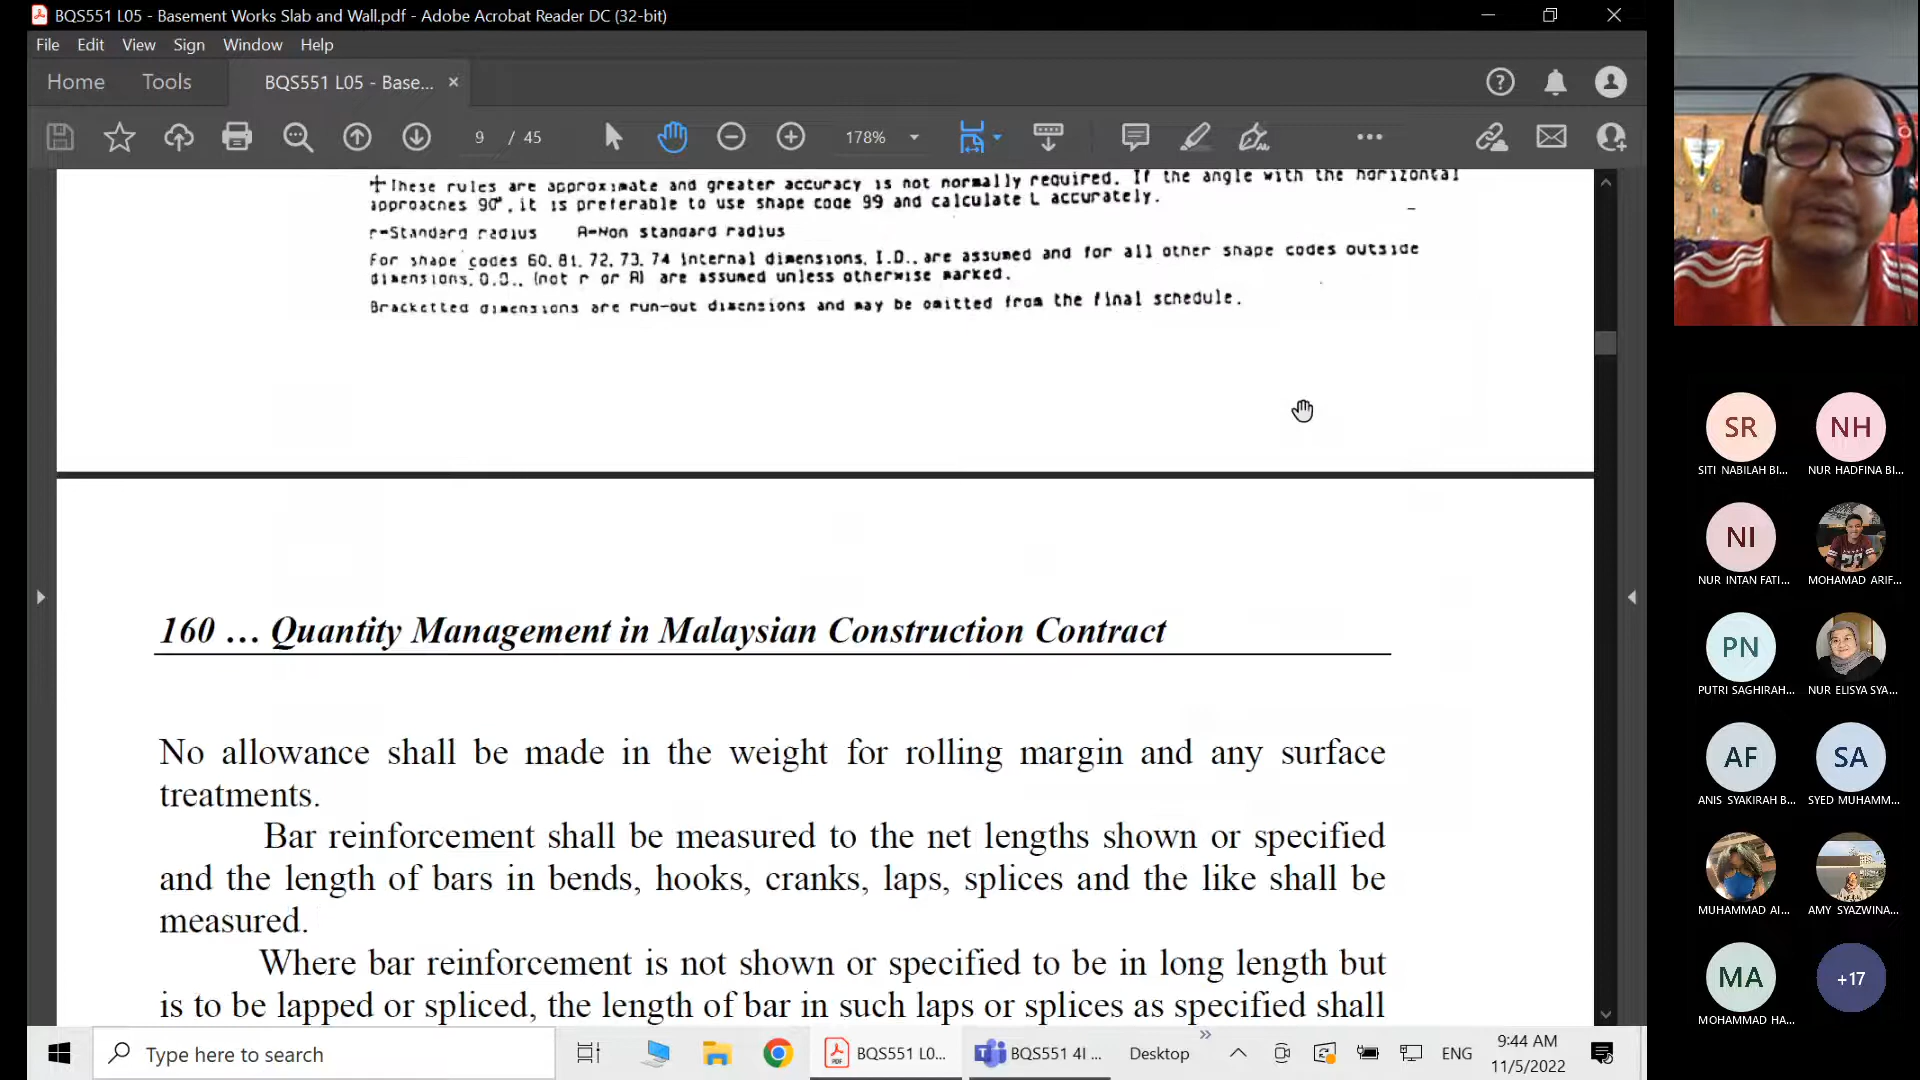 BQS551 L05 - Basement Works Slab and Wall.pdf - Adobe Acrobat Reader DC (32-bit)
File Edit View Sign Window Help
Home Tools BQS551 L05 - Base...
9 / 45 178%
These rules are approximate and greater accuracy is not normally required. If the angle with the horizontal
approaches 90°, it is preferable to use shape code 99 and calculate L accurately.
r-Standard radius A-Non standard radius
For shape codes 60, 81, 72, 73, 74 Internal dimensions, I.D., are assumed and for all other shape codes outside
dimensions, O.D., (not r or A) are assumed unless otherwise marked.
Bracketted dimensions are run-out dimensions and may be omitted from the final schedule.
160 ... Quantity Management in Malaysian Construction Contract
No allowance shall be made in the weight for rolling margin and any surface
treatments.
Bar reinforcement shall be measured to the net lengths shown or specified
and the length of bars in bends, hooks, cranks, laps, splices and the like shall be
measured.
Where bar reinforcement is not shown or specified to be in long length but
is to be lapped or spliced, the length of bar in such laps or splices as specified shall
SR NH
SITI NABILAH BI... NUR HADFINA BI...
NI
NUR INTAN FATI... MOHAMAD ARIF...
PN
PUTRI SAGHIRAH... NUR ELISYA SYA...
AF SA
ANIS SYAKIRAH B... SYED MUHAMM...
MUHAMMAD AI... AMY SYAZWINA...
MA +17
MOHAMMAD HA...
Type here to search
BQS551 L0... BQS551 4I ... Desktop ENG
9:44 AM
11/5/2022